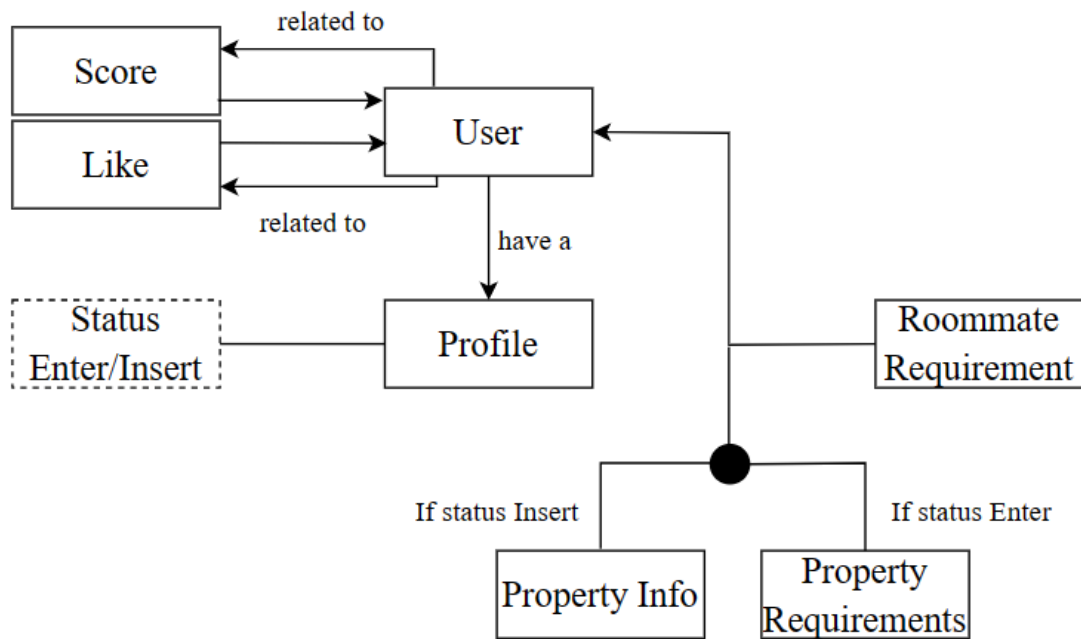 related to
Score
User
Like
related to
have a
Status
Enter/Insert
Profile
Roommate
Requirement
If status Insert
If status Enter
Property Info
Property
Requirements